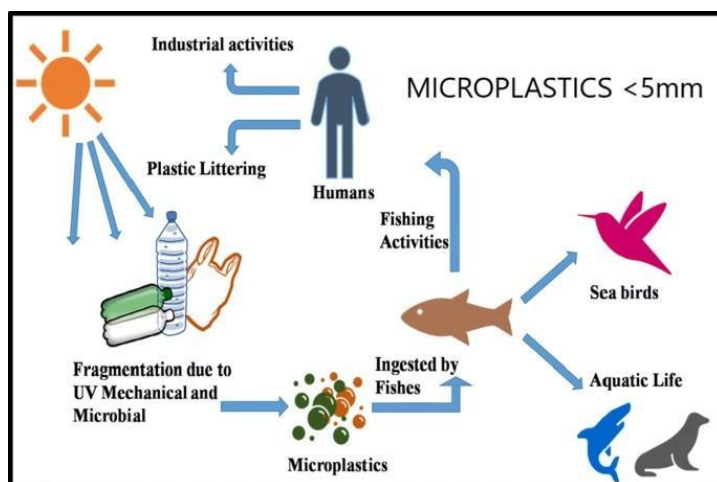 Industrial activities
MICROPLASTICS <5mm
Plastic Littering
Humans
Fishing
Activities
Sea birds
Fragmentation due to
UV Mechanical and
Microbial
Ingested by
Fishes
Aquatic Life
Microplastics